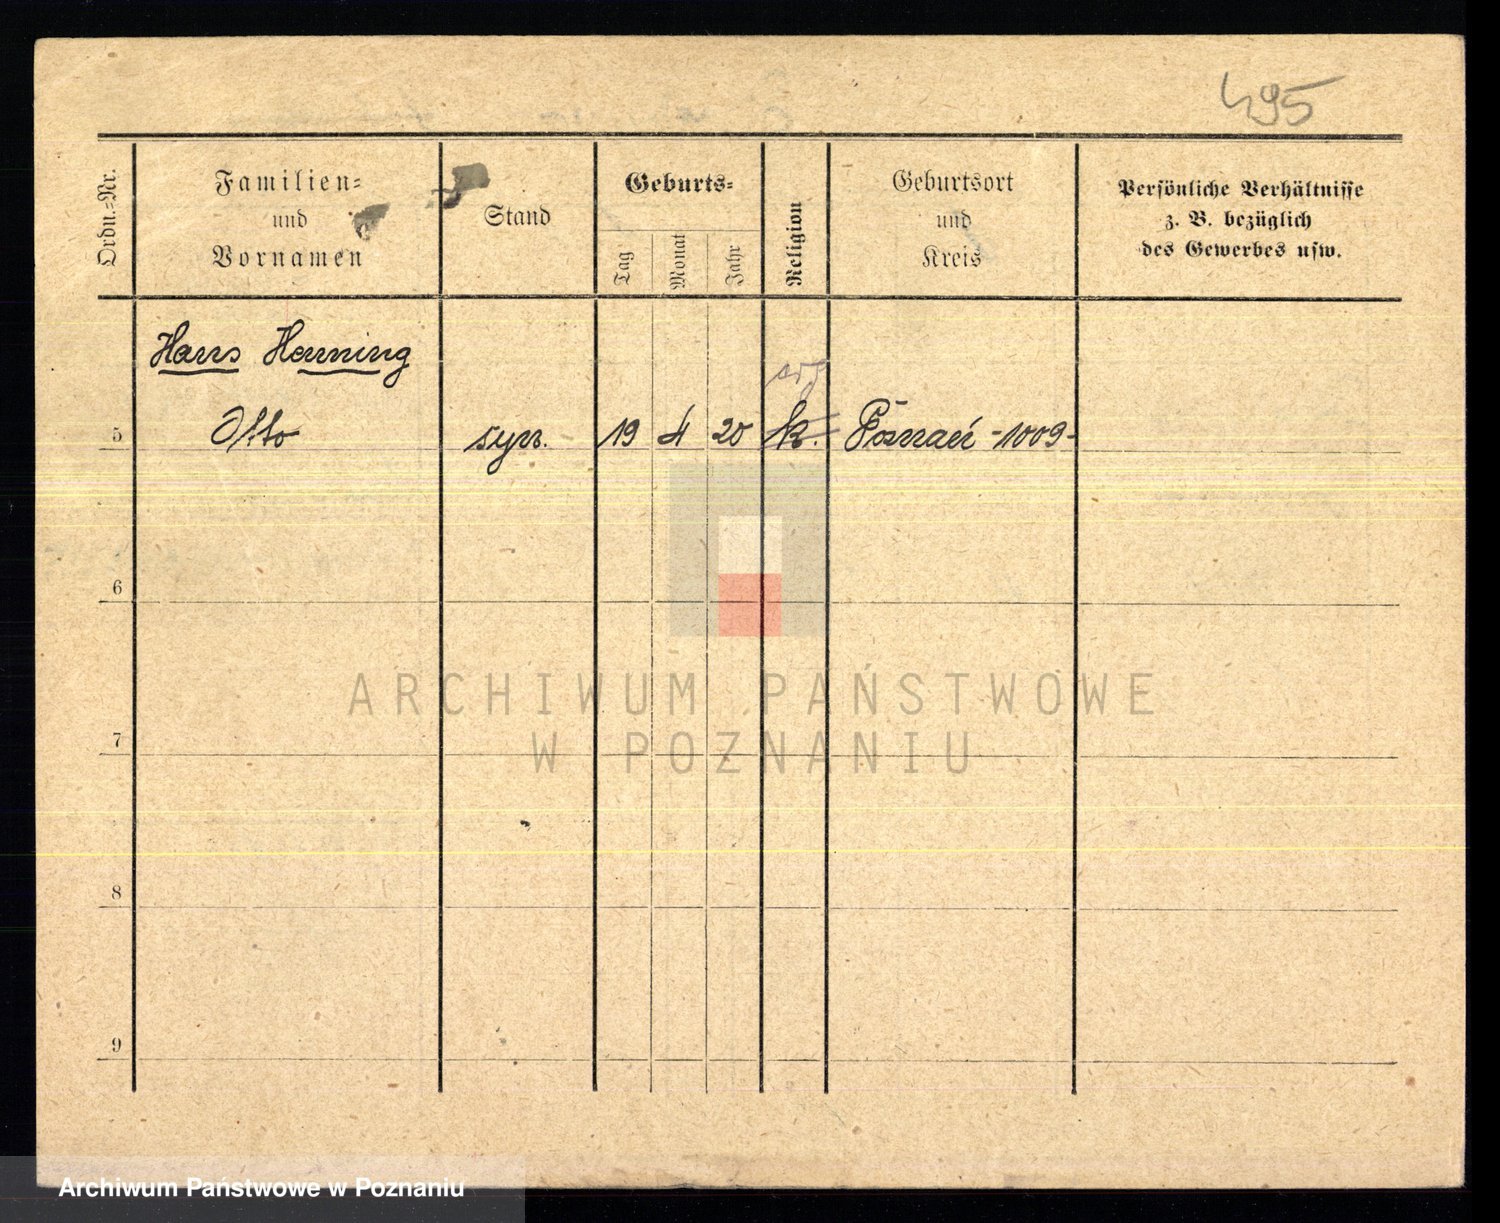 495
Ordn.-Nr.
Familien-
und
Vornamen
Stand
Geburts-
Tag
Monat
Jahr
Religion
Geburtsort
und
Kreis
Persönliche Verhältnisse
z. B. bezüglich
des Gewerbes usw.
Hans Henning
5 Otto syn. 19 4 20 k. Poznań -1009-
6
7
8
9
ARCHIWUM PAŃSTWOWE
W POZNANIU
Archiwum Państwowe w Poznaniu